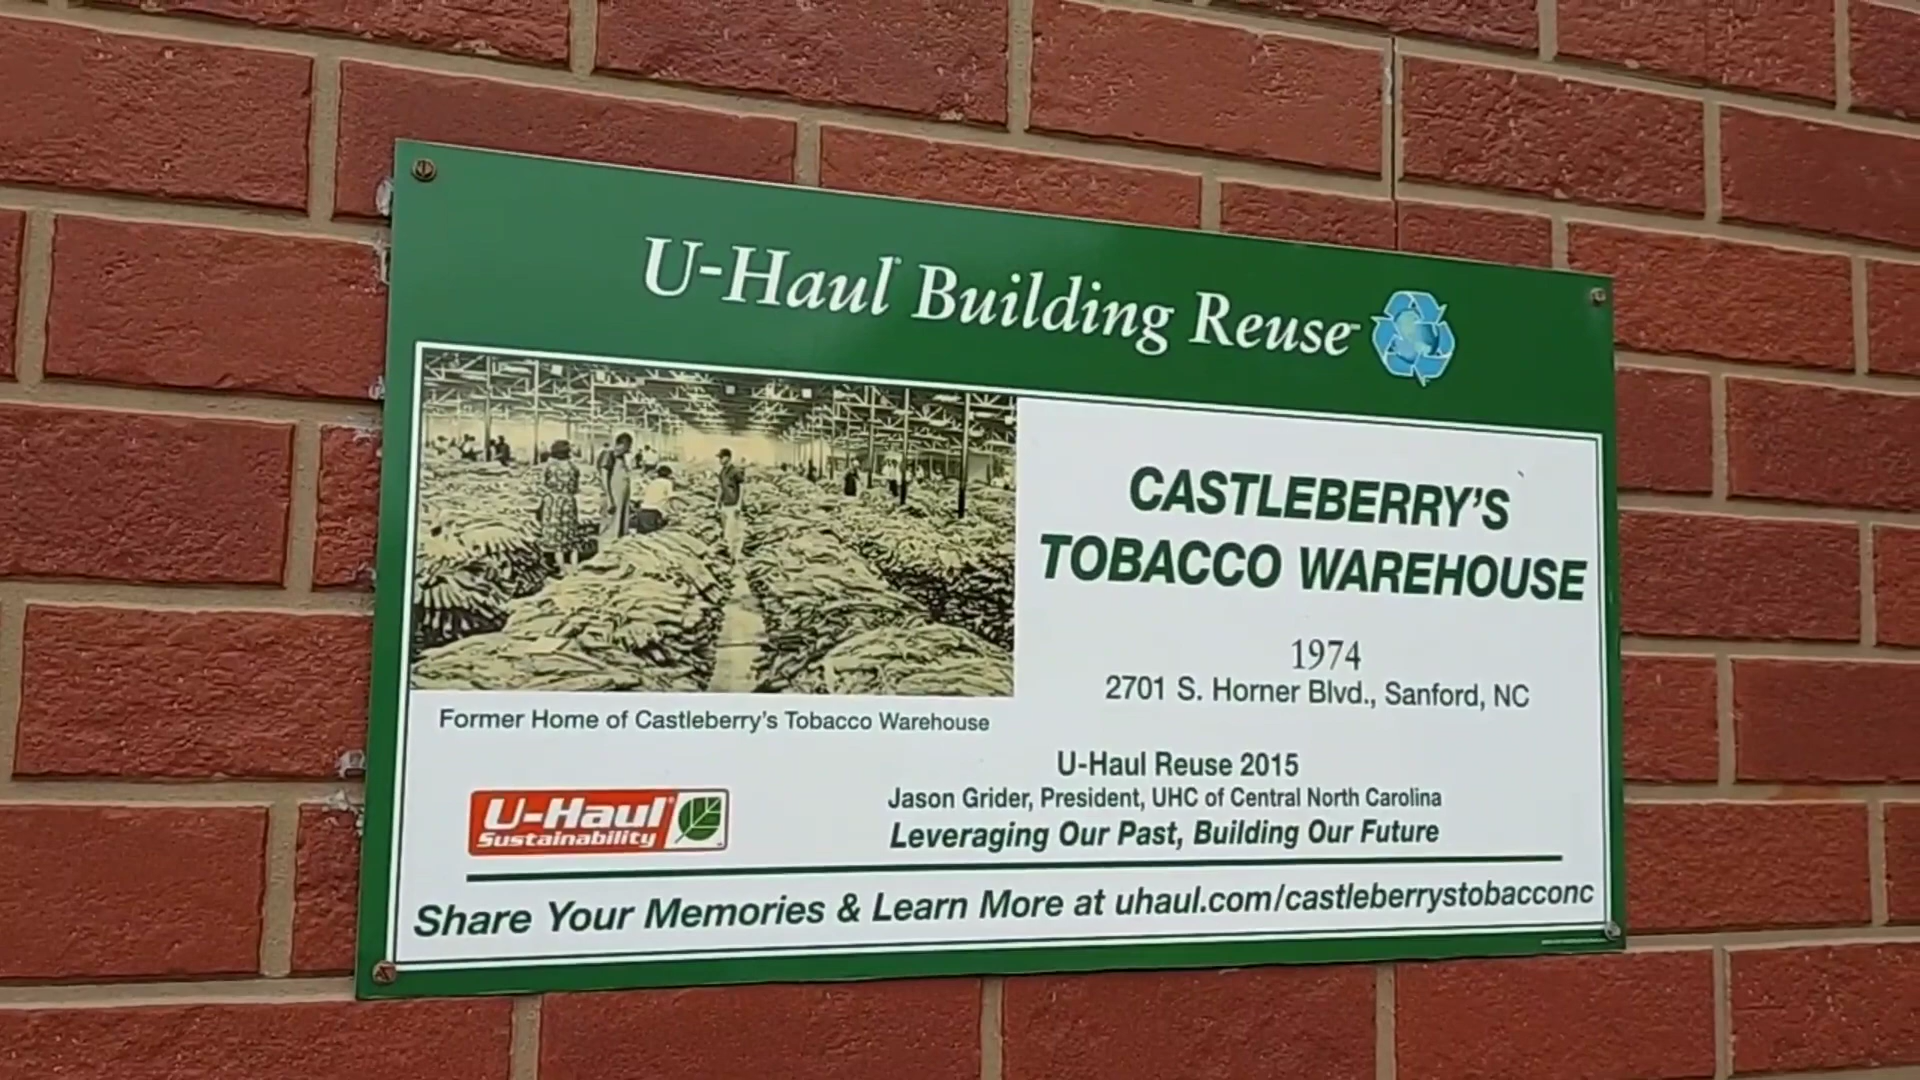 U-Haul® Building Reuse™
CASTLEBERRY'S
TOBACCO WAREHOUSE
1974
2701 S. Horner Blvd., Sanford, NC
Former Home of Castleberry's Tobacco Warehouse
U-Haul Reuse 2015
Jason Grider, President, UHC of Central North Carolina
Leveraging Our Past, Building Our Future
U-Haul®
Sustainability
Share Your Memories & Learn More at uhaul.com/castleberrystobacconc